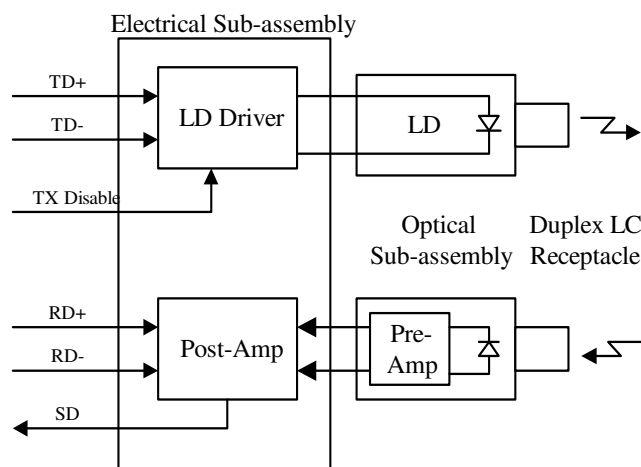 Electrical Sub-assembly
TD+
TD-
TX Disable
LD Driver
LD
Optical
Sub-assembly
Duplex LC
Receptacle
RD+
RD-
SD
Post-Amp
Pre-
Amp